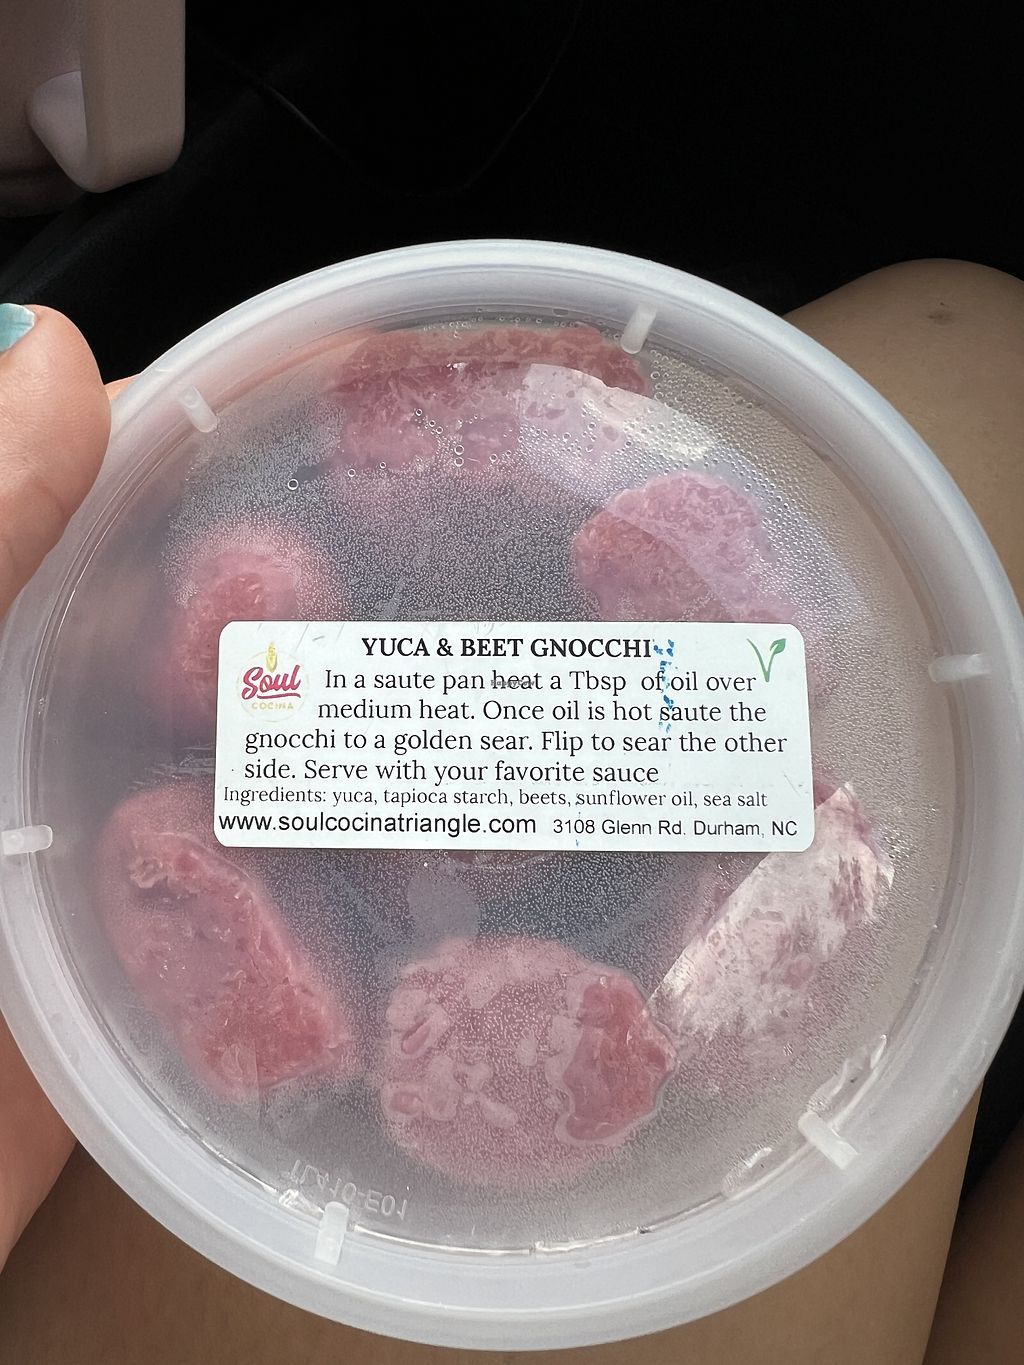 YUCA & BEET GNOCCHI
Soul
COCINA
In a saute pan heat a Tbsp of oil over
medium heat. Once oil is hot saute the
gnocchi to a golden sear. Flip to sear the other
side. Serve with your favorite sauce
Ingredients: yuca, tapioca starch, beets, sunflower oil, sea salt
www.soulcocinatriangle.com 3108 Glenn Rd. Durham, NC